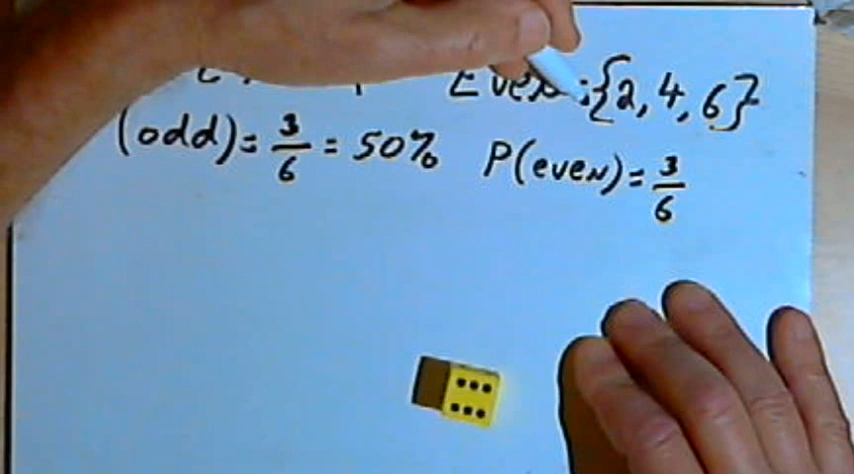 Even:{2, 4, 6}
(odd)= 3/6 = 50% P(even)= 3/6